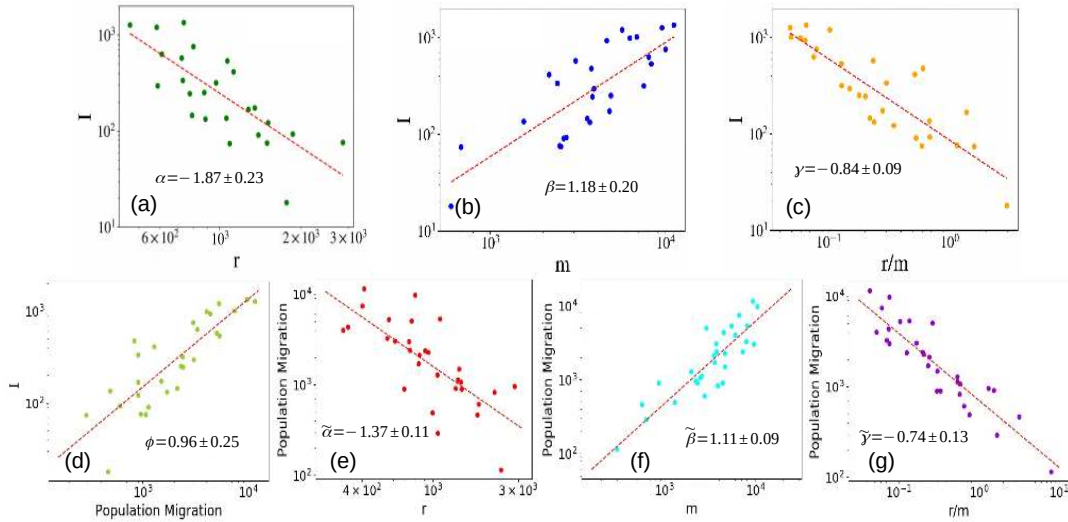 10³
10²
10¹
I
α=−1.87±0.23
(a)
6×10² 10³ 2×10³ 3×10³
r
10³
10²
10¹
I
β=1.18±0.20
(b)
10³ 10⁴
m
10³
10²
10¹
I
γ=−0.84±0.09
(c)
10⁻¹ 10⁰
r/m
10³
10²
I
ϕ=0.96±0.25
(d)
10³ 10⁴
Population Migration
10⁴
10³
10²
Population Migration
α̃=−1.37±0.11
(e)
4×10² 10³ 3×10³
r
10⁴
10³
10²
Population Migration
β̃=1.11±0.09
(f)
10³ 10⁴
m
10⁴
10³
10²
Population Migration
γ̃=−0.74±0.13
(g)
10⁻¹ 10⁰ 10¹
r/m